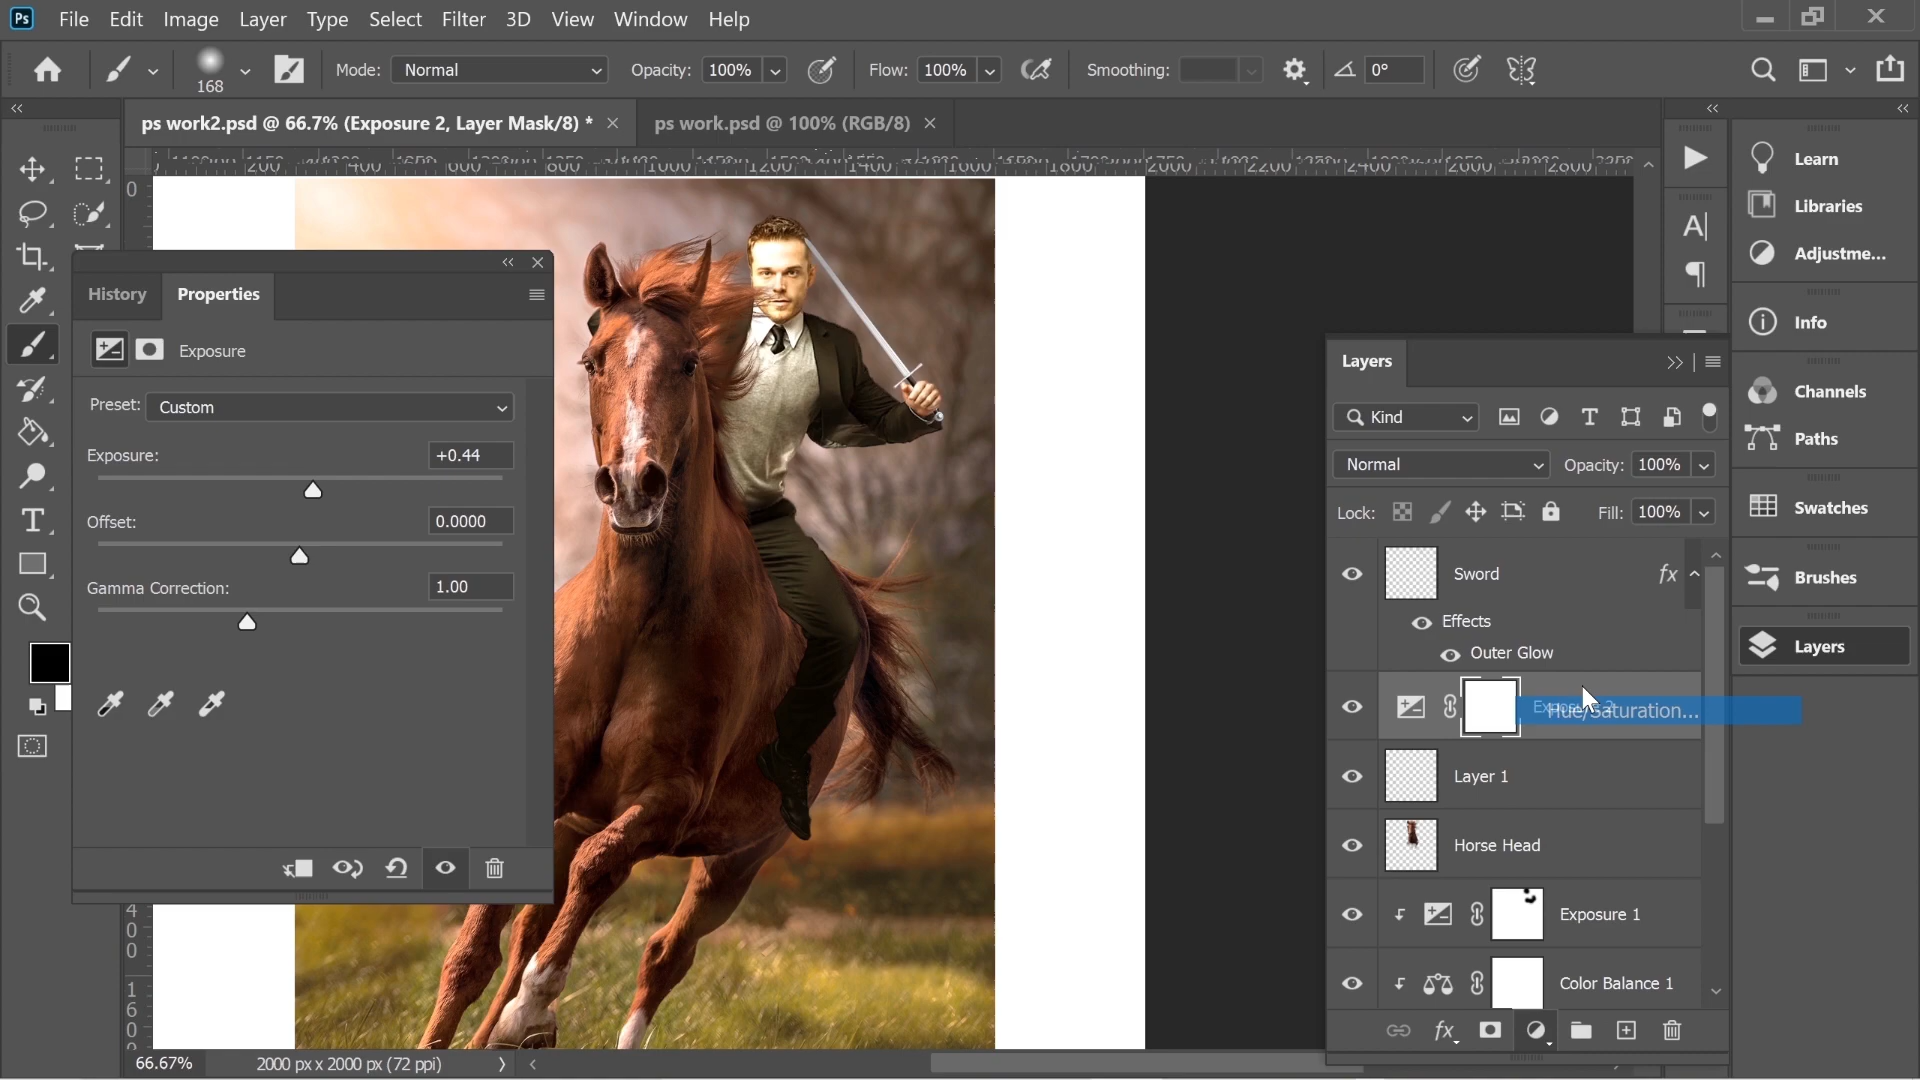 Ps File Edit Image Layer Type Select Filter 3D View Window Help
168 Mode: Normal Opacity: 100% Flow: 100% Smoothing: 0°
ps work2.psd @ 66.7% (Exposure 2, Layer Mask/8) * ps work.psd @ 100% (RGB/8)
History Properties
Exposure
Preset: Custom
Exposure: +0.44
Offset: 0.0000
Gamma Correction: 1.00
Learn
Libraries
Adjustme...
Info
Channels
Paths
Swatches
Brushes
Layers
Layers
Kind
Normal Opacity: 100%
Lock: Fill: 100%
Sword fx
Effects
Outer Glow
Hue/Saturation...
Layer 1
Horse Head
Exposure 1
Color Balance 1
fx
66.67% 2000 px x 2000 px (72 ppi)